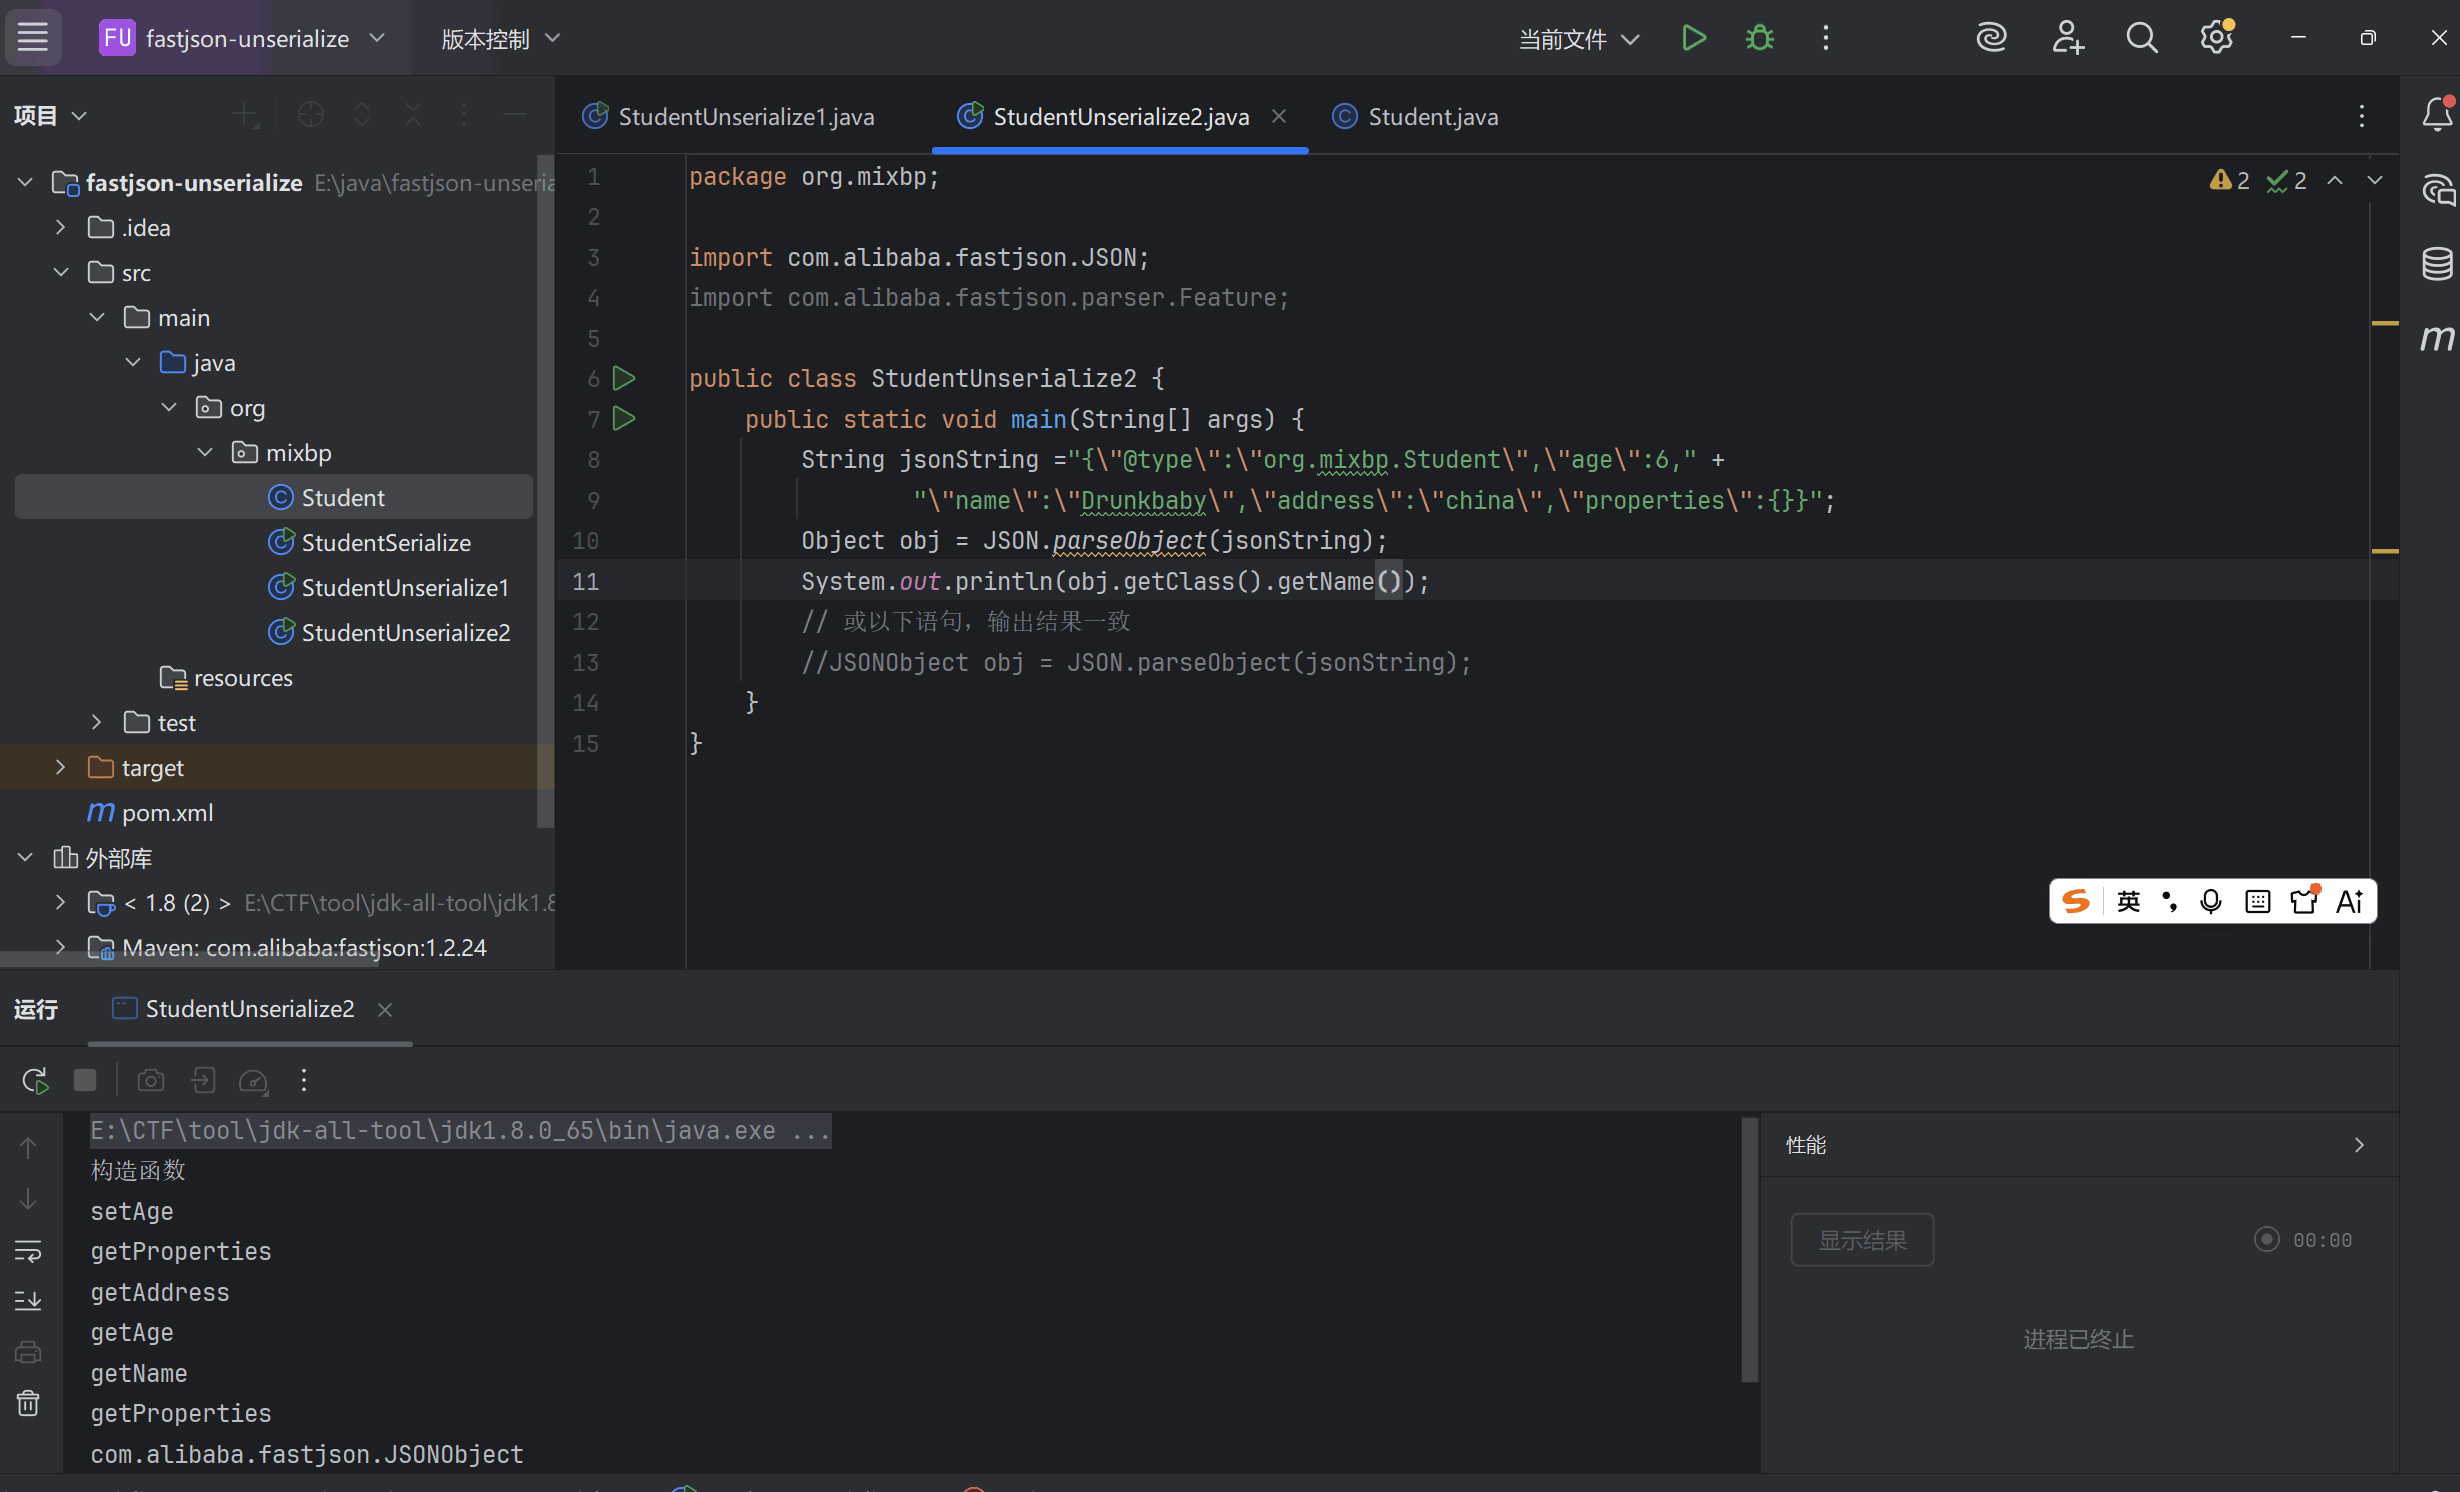 FU fastjson-unserialize 版本控制 当前文件
项目
StudentUnserialize1.java StudentUnserialize2.java Student.java
fastjson-unserialize E:\java\fastjson-unseria
.idea
src
main
java
org
mixbp
Student
StudentSerialize
StudentUnserialize1
StudentUnserialize2
resources
test
target
pom.xml
外部库
< 1.8 (2) > E:\CTF\tool\jdk-all-tool\jdk1.8
Maven: com.alibaba:fastjson:1.2.24
2 2
1 package org.mixbp;
2
3 import com.alibaba.fastjson.JSON;
4 import com.alibaba.fastjson.parser.Feature;
5
6 public class StudentUnserialize2 {
7 public static void main(String[] args) {
8 String jsonString ="{\"@type\":\"org.mixbp.Student\",\"age\":6," +
9 "\"name\":\"Drunkbaby\",\"address\":\"china\",\"properties\":{}}";
10 Object obj = JSON.parseObject(jsonString);
11 System.out.println(obj.getClass().getName());
12 // 或以下语句，输出结果一致
13 //JSONObject obj = JSON.parseObject(jsonString);
14 }
15 }
英
运行 StudentUnserialize2
E:\CTF\tool\jdk-all-tool\jdk1.8.0_65\bin\java.exe ...
构造函数
setAge
getProperties
getAddress
getAge
getName
getProperties
com.alibaba.fastjson.JSONObject
性能
显示结果 00:00
进程已终止